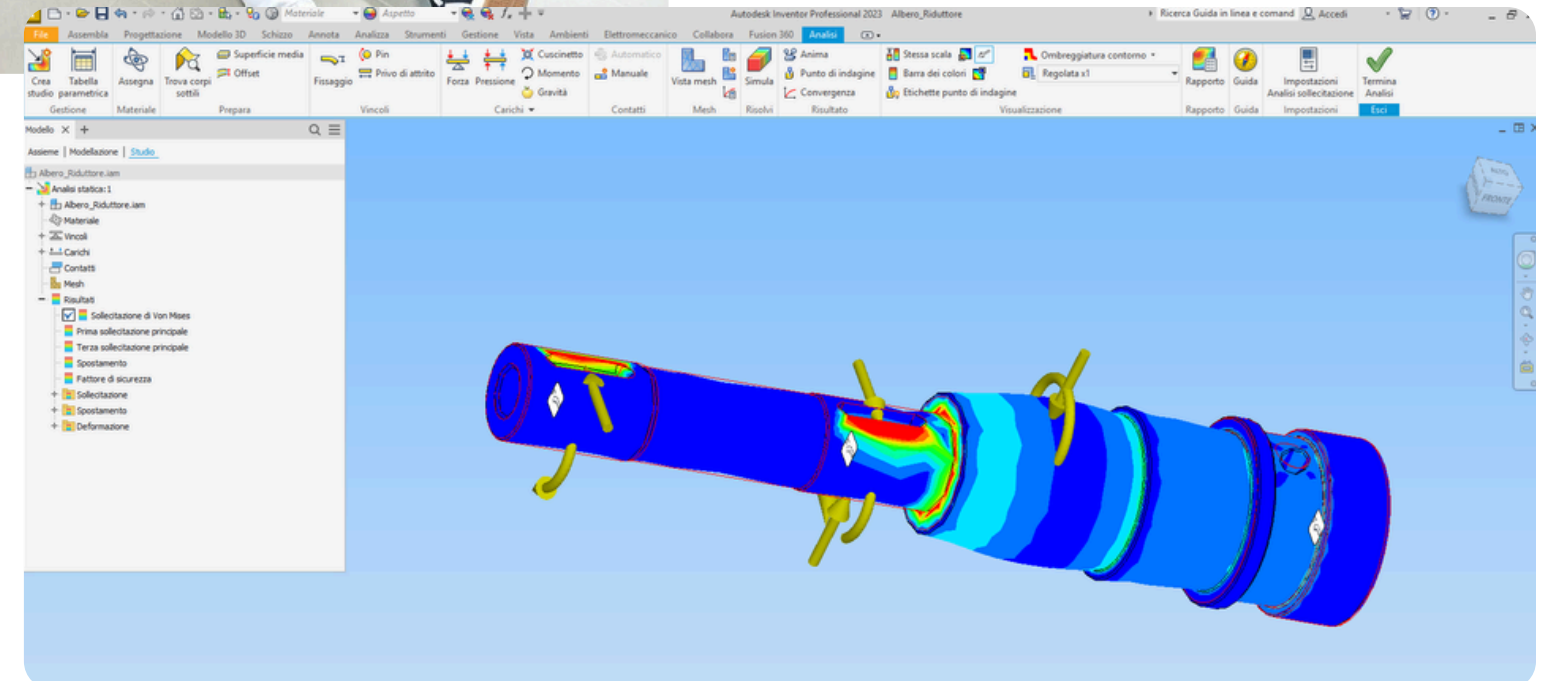 Materiale Aspetto Autodesk Inventor Professional 2023 Albero_Riduttore Ricerca Guida in linea e comand Accedi
File Assembla Progettazione Modello 3D Schizzo Annota Analizza Strumenti Gestione Vista Ambienti Elettromeccanico Collabora Fusion 360 Analisi
Crea studio
Tabella parametrica
Gestione
Assegna
Materiale
Trova corpi sottili
Superficie media
Offset
Prepara
Fissaggio
Pin
Privo di attrito
Vincoli
Forza
Pressione
Cuscinetto
Momento
Gravità
Carichi
Automatico
Manuale
Contatti
Vista mesh
Mesh
Simula
Risolvi
Anima
Punto di indagine
Convergenza
Risultato
Stessa scala
Barra dei colori
Etichette punto di indagine
Ombreggiatura contorno
Regolata x1
Visualizzazione
Rapporto
Rapporto
Guida
Guida
Impostazioni
Analisi sollecitazione
Impostazioni
Termina
Analisi
Esci
Modello
Assieme | Modellazione | Studio
Albero_Riduttore.iam
Analisi statica:1
Albero_Riduttore.iam
Materiale
Vincoli
Carichi
Contatti
Mesh
Risultati
Sollecitazione di Von Mises
Prima sollecitazione principale
Terza sollecitazione principale
Spostamento
Fattore di sicurezza
Sollecitazione
Spostamento
Deformazione
FRONTE